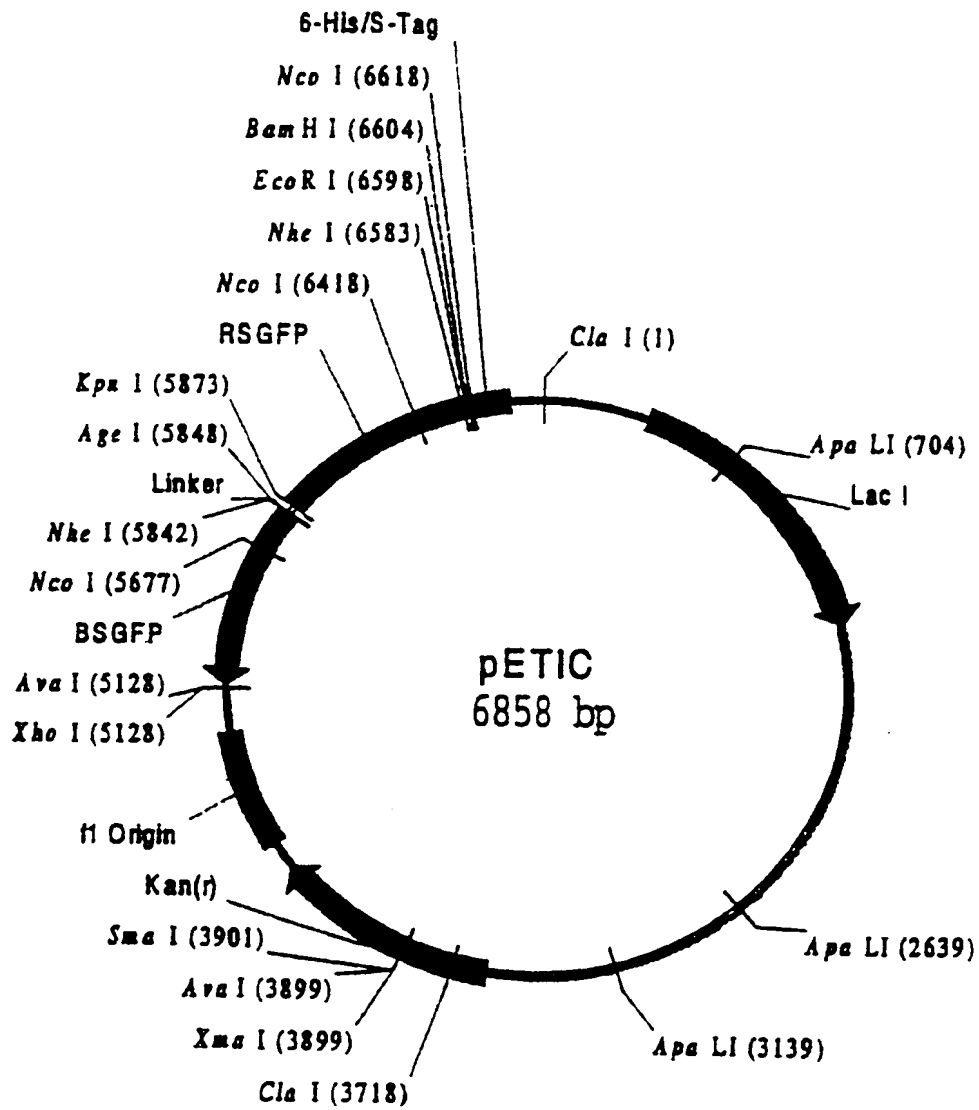 6-His/S-Tag
Nco I (6618)
BamH I (6604)
EcoR I (6598)
Nhe I (6583)
Nco I (6418)
RSGFP
Cla I (1)
Kpn I (5873)
Age I (5848)
Apa LI (704)
Linker
Lac I
Nhe I (5842)
Nco I (5677)
BSGFP
pETIC
6858 bp
Ava I (5128)
Xho I (5128)
f1 Origin
Kan(r)
Sma I (3901)
Apa LI (2639)
Ava I (3899)
Xma I (3899)
Apa LI (3139)
Cla I (3718)